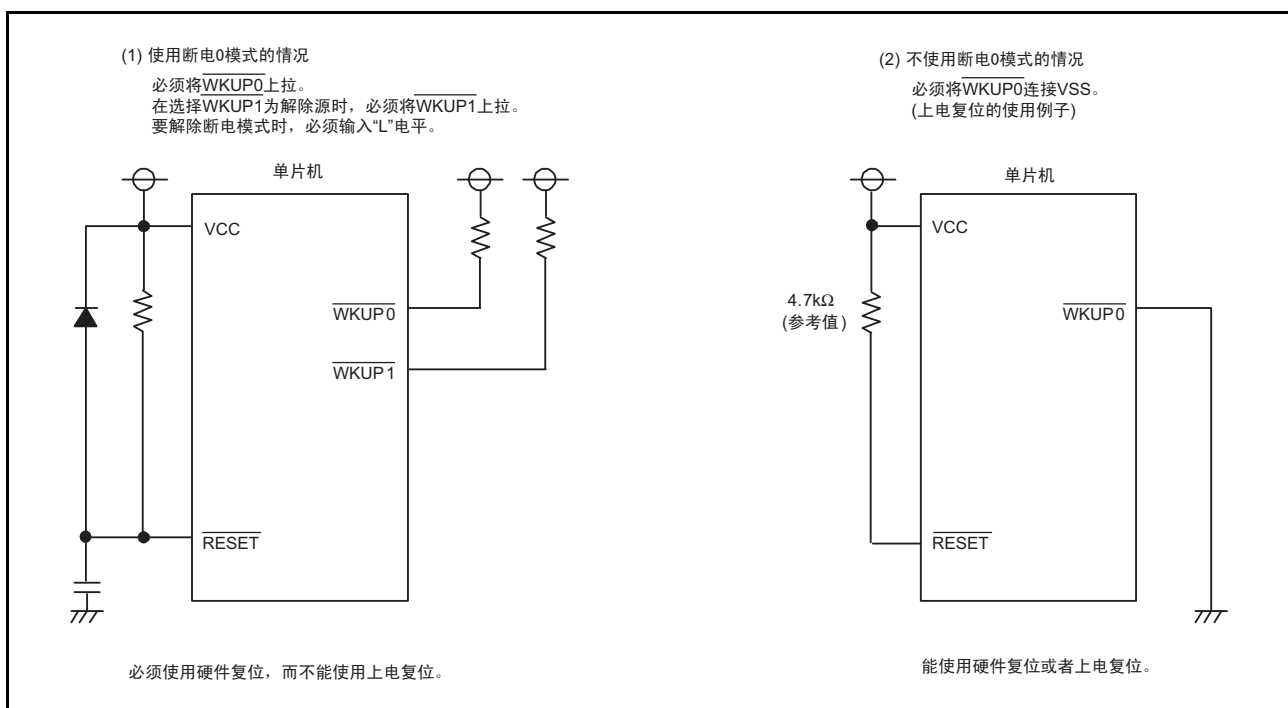 (1) 使用断电0模式的情况
必须将WKUP0上拉。
在选择WKUP1为解除源时，必须将WKUP1上拉。
要解除断电模式时，必须输入“L”电平。
单片机
VCC
WKUP0
WKUP1
RESET
必须使用硬件复位，而不能使用上电复位。
(2) 不使用断电0模式的情况
必须将WKUP0连接VSS。
(上电复位的使用例子)
单片机
VCC
4.7kΩ
(参考值)
WKUP0
RESET
能使用硬件复位或者上电复位。